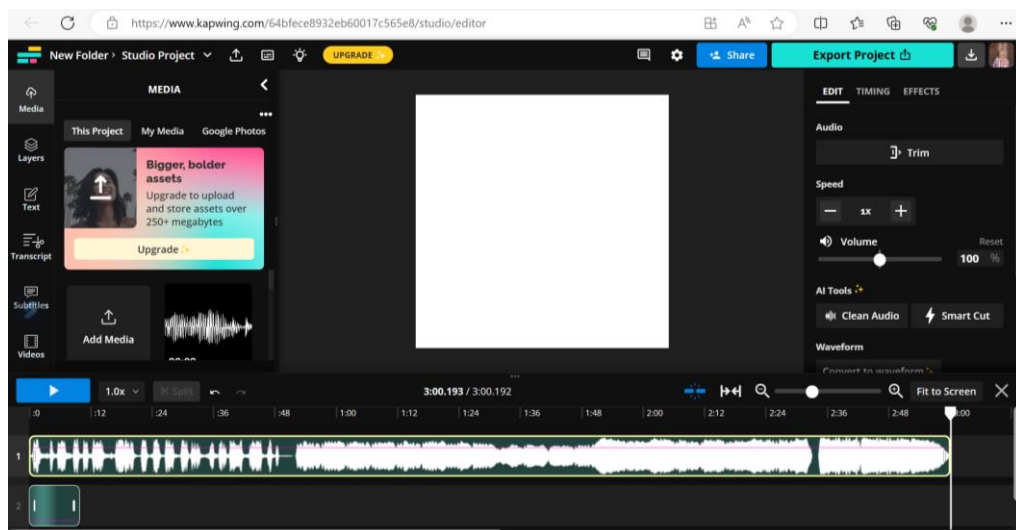 https://www.kapwing.com/64bfece8932eb60017c565e8/studio/editor
New Folder › Studio Project
UPGRADE
Share
Export Project
Media
Layers
Text
Transcript
Subtitles
Videos
MEDIA
This Project My Media Google Photos
Bigger, bolder
assets
Upgrade to upload
and store assets over
250+ megabytes
Upgrade
Add Media
EDIT TIMING EFFECTS
Audio
Trim
Speed
1X
Volume Reset
100 %
AI Tools
Clean Audio Smart Cut
Waveform
Convert to waveform
1.0x Split 3:00.193 / 3:00.192 Fit to Screen
:0 :12 :24 :36 :48 1:00 1:12 1:24 1:36 1:48 2:00 2:12 2:24 2:36 2:48
1
2